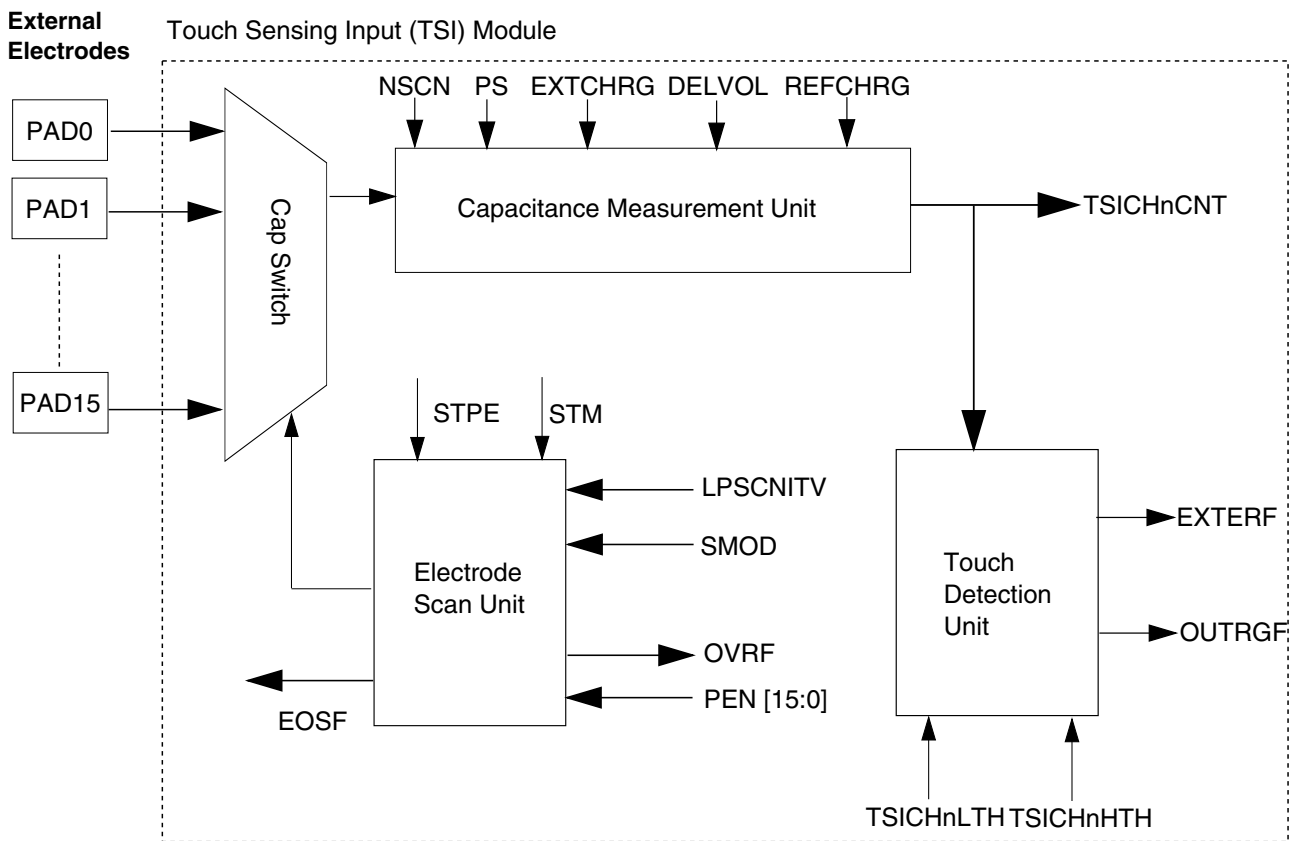 External
Electrodes
Touch Sensing Input (TSI) Module
NSCN PS EXTCHRG DELVOL REFCHRG
PAD0
PAD1
PAD15
Cap Switch
Capacitance Measurement Unit
TSICHnCNT
STPE
STM
LPSCNITV
SMOD
Electrode
Scan Unit
OVRF
PEN [15:0]
EOSF
Touch
Detection
Unit
EXTERF
OUTRGF
TSICHnLTH TSICHnHTH